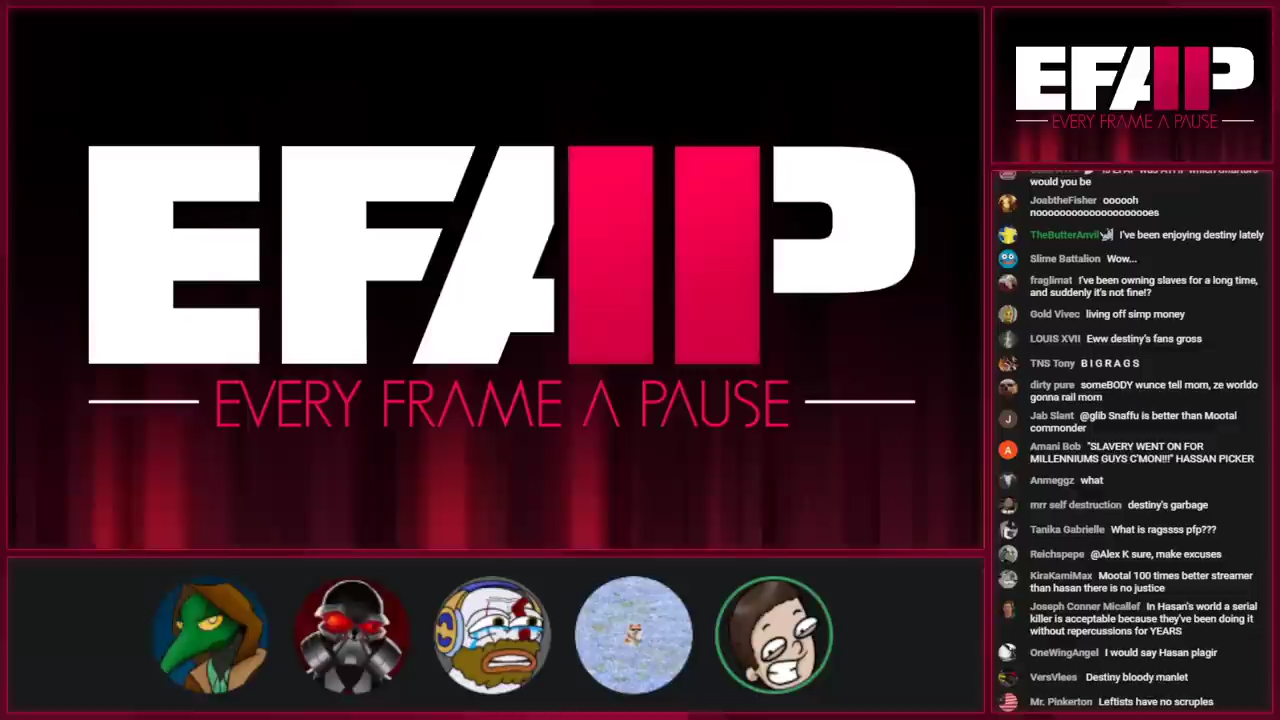 EFAP
EVERY FRAME A PAUSE
EFAP
EVERY FRAME A PAUSE
would you be
JoabtheFisher oooooh
nooooooooooooooooooooes
TheButterAnvil I've been enjoying destiny lately
Slime Battalion Wow...
fraglimat I've been owning slaves for a long time,
and suddenly it's not fine!?
Gold Vivec living off simp money
LOUIS XVII Eww destiny's fans gross
TNS Tony B I G R A G S
dirty pure someBODY wunce tell mom, ze worldo
gonna rail mom
Jab Slant @glib Snaffu is better than Mootal
commonder
A Amani Bob "SLAVERY WENT ON FOR
MILLENNIUMS GUYS C'MON!!!" HASSAN PICKER
Anmeggz what
mrr self destruction destiny's garbage
Tanika Gabrielle What is ragssss pfp???
Reichspepe @Alex K sure, make excuses
KiraKamiMax Mootal 100 times better streamer
than hasan there is no justice
Joseph Conner Micallef In Hasan's world a serial
killer is acceptable because they've been doing it
without repercussions for YEARS
OneWingAngel I would say Hasan plagir
VersVlees Destiny bloody manlet
Mr. Pinkerton Leftists have no scruples